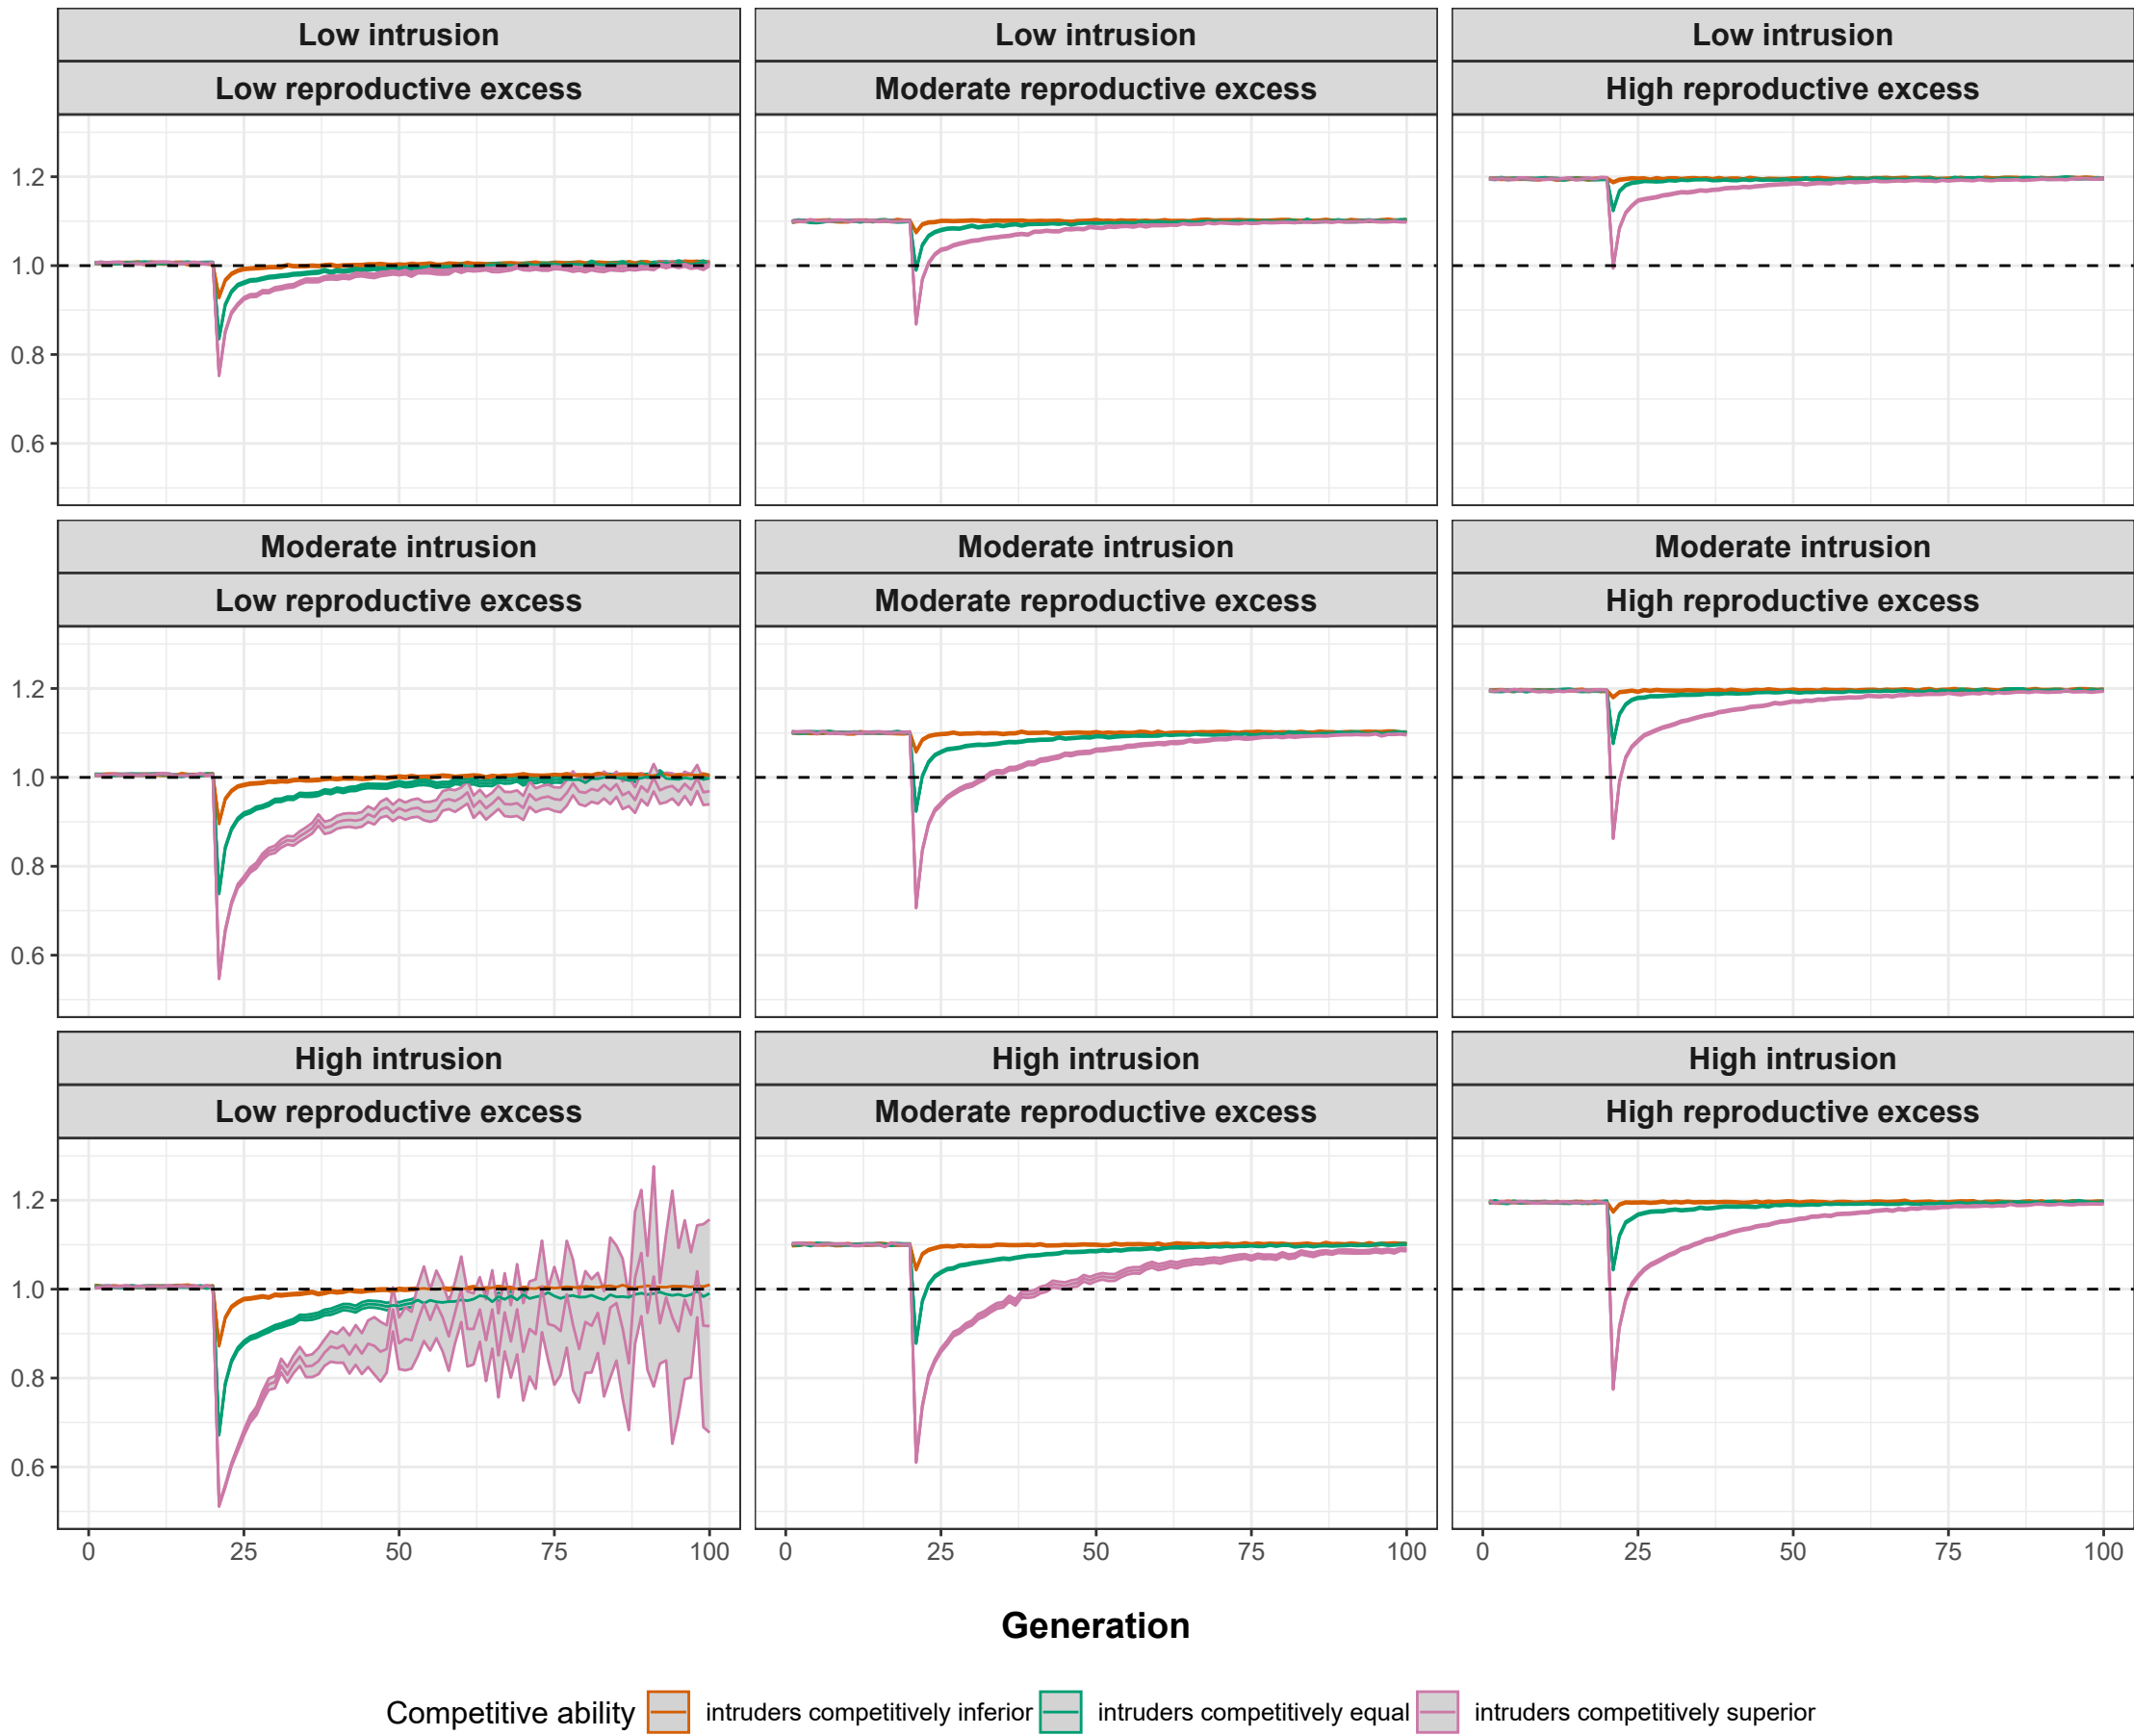 Low intrusion
Low intrusion
Low intrusion
Low reproductive excess
Moderate reproductive excess
High reproductive excess
1.2
1.0
0.8
0.6
Moderate intrusion
Moderate intrusion
Moderate intrusion
Low reproductive excess
Moderate reproductive excess
High reproductive excess
1.2
1.0
0.8
0.6
High intrusion
High intrusion
High intrusion
Low reproductive excess
Moderate reproductive excess
High reproductive excess
1.2
1.0
0.8
0.6
0 25 50 75 100
0 25 50 75 100
0 25 50 75 100
Generation
Competitive ability intruders competitively inferior intruders competitively equal intruders competitively superior